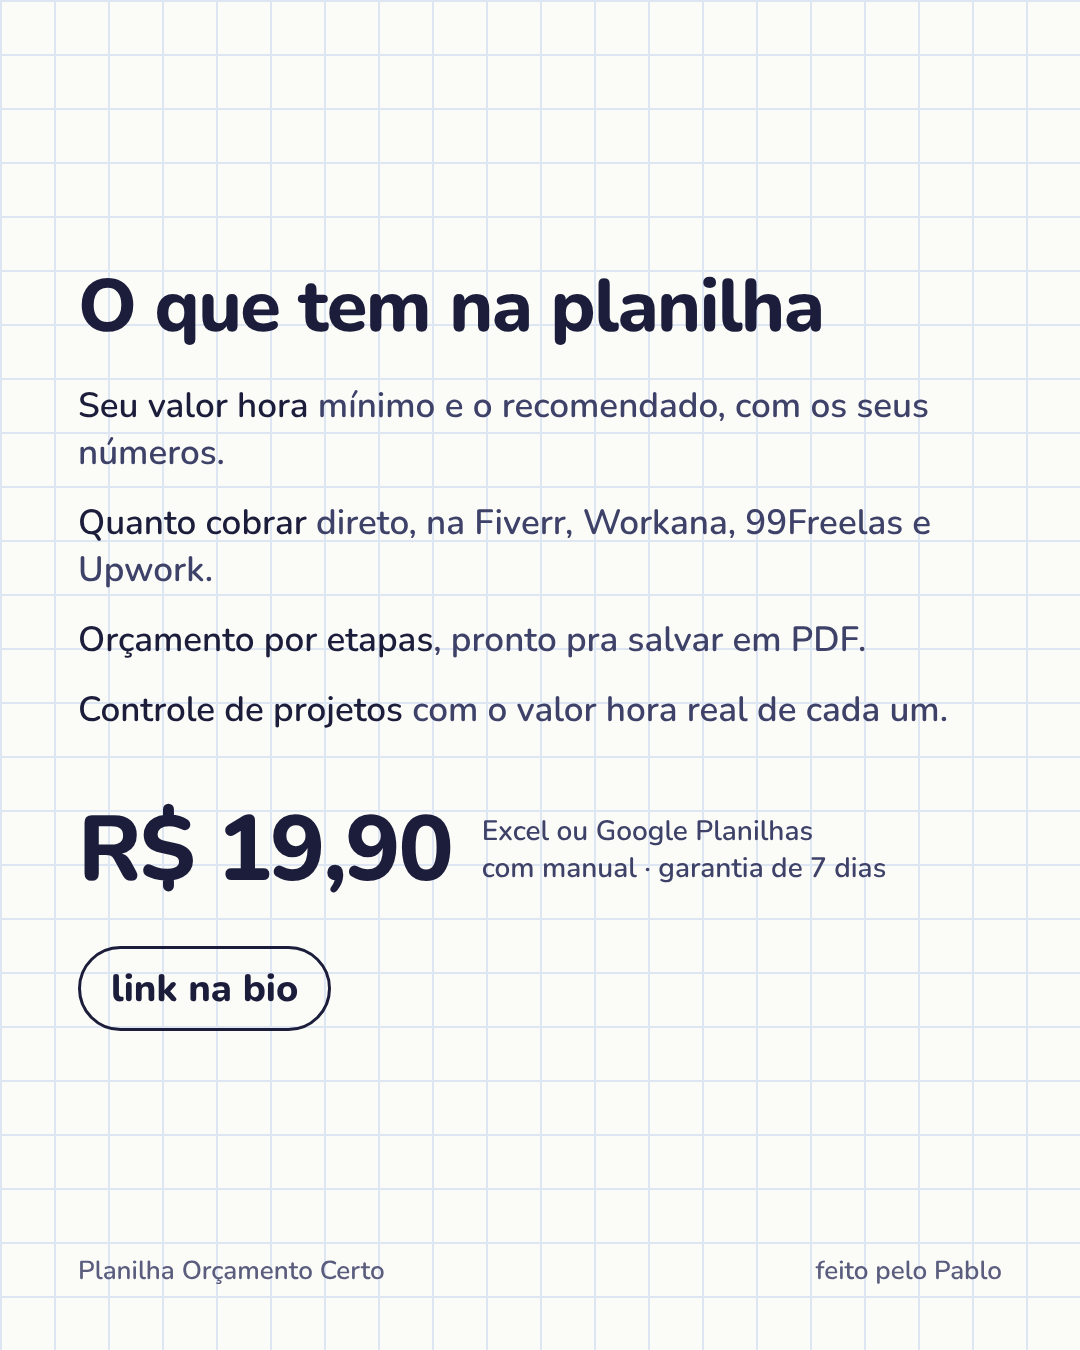 O que tem na planilha
Seu valor hora mínimo e o recomendado, com os seus
números.
Quanto cobrar direto, na Fiverr, Workana, 99Freelas e
Upwork.
Orçamento por etapas, pronto pra salvar em PDF.
Controle de projetos com o valor hora real de cada um.
R$ 19,90
Excel ou Google Planilhas
com manual · garantia de 7 dias
link na bio
Planilha Orçamento Certo
feito pelo Pablo